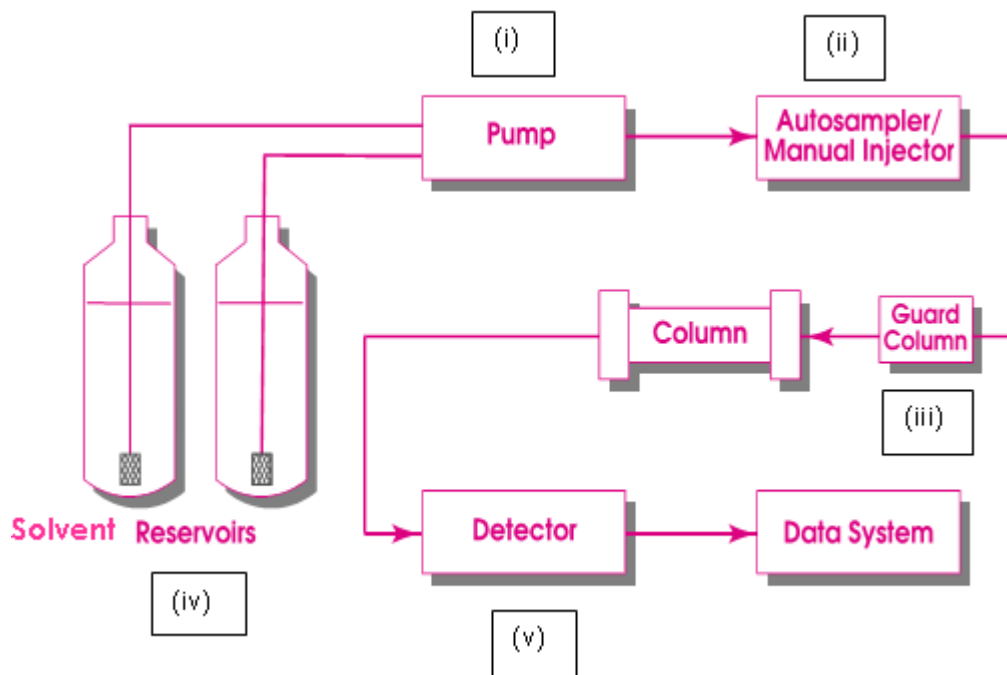 (i)
(ii)
Pump
Autosampler/
Manual Injector
Column
Guard
Column
(iii)
Solvent Reservoirs
Detector
Data System
(iv)
(v)